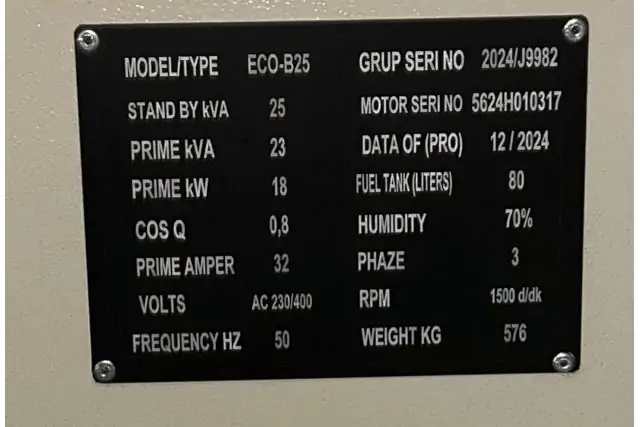 MODEL/TYPE ECO-B25 GRUP SERI NO 2024/J9982
STAND BY kVA 25 MOTOR SERI NO 5624H010317
PRIME kVA 23 DATA OF (PRO) 12 / 2024
PRIME kW 18 FUEL TANK (LITERS) 80
COS Q 0,8 HUMIDITY 70%
PRIME AMPER 32 PHAZE 3
VOLTS AC 230/400 RPM 1500 d/dk
FREQUENCY HZ 50 WEIGHT KG 576